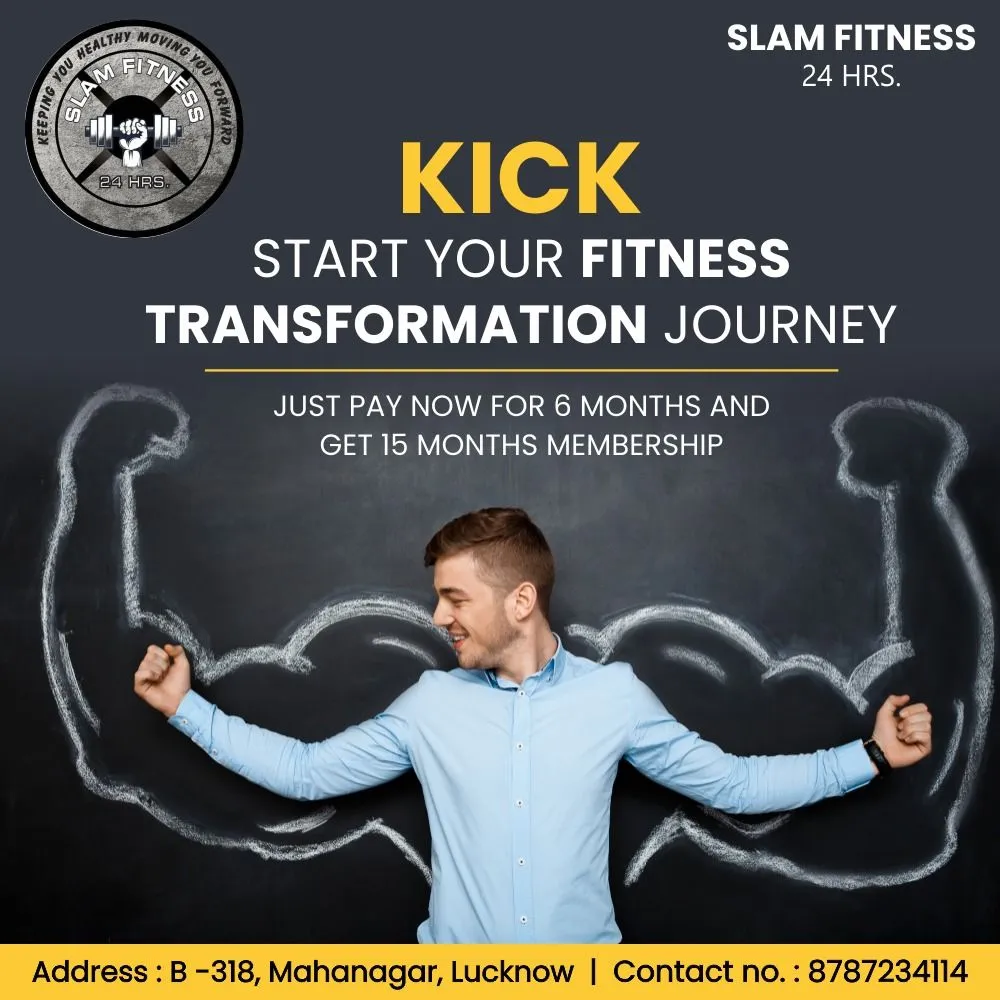 KEEPING YOU HEALTHY MOVING YOU FORWARD
SLAM FITNESS
24 HRS.
SLAM FITNESS
24 HRS.
KICK
START YOUR FITNESS
TRANSFORMATION JOURNEY
JUST PAY NOW FOR 6 MONTHS AND
GET 15 MONTHS MEMBERSHIP
Address : B -318, Mahanagar, Lucknow | Contact no. : 8787234114